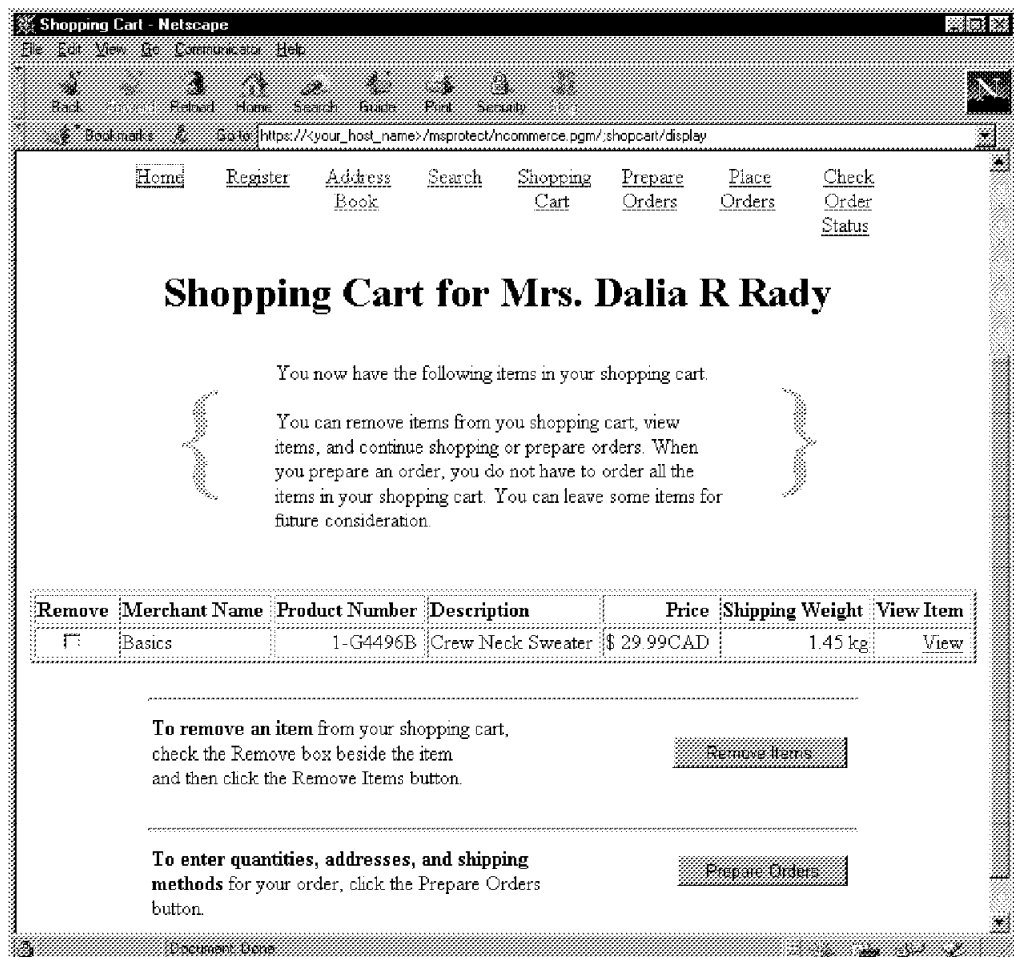 Shopping Cart - Netscape
File Edit View Go Communicator Help
Back Forward Reload Home Search Guide Print Security
Bookmarks Go to: https://<your_host_name>/msprotect/ncommerce.pgm/;shopcart/display
Home Register Address Book Search Shopping Cart Prepare Orders Place Orders Check Order Status
Shopping Cart for Mrs. Dalia R Rady
You now have the following items in your shopping cart.
You can remove items from you shopping cart, view
items, and continue shopping or prepare orders. When
you prepare an order, you do not have to order all the
items in your shopping cart. You can leave some items for
future consideration.
Remove Merchant Name Product Number Description Price Shipping Weight View Item
Basics 1-G4496B Crew Neck Sweater $ 29.99CAD 1.45 kg View
To remove an item from your shopping cart,
check the Remove box beside the item
and then click the Remove Items button.
Remove Items
To enter quantities, addresses, and shipping
methods for your order, click the Prepare Orders
button.
Prepare Orders
Document: Done